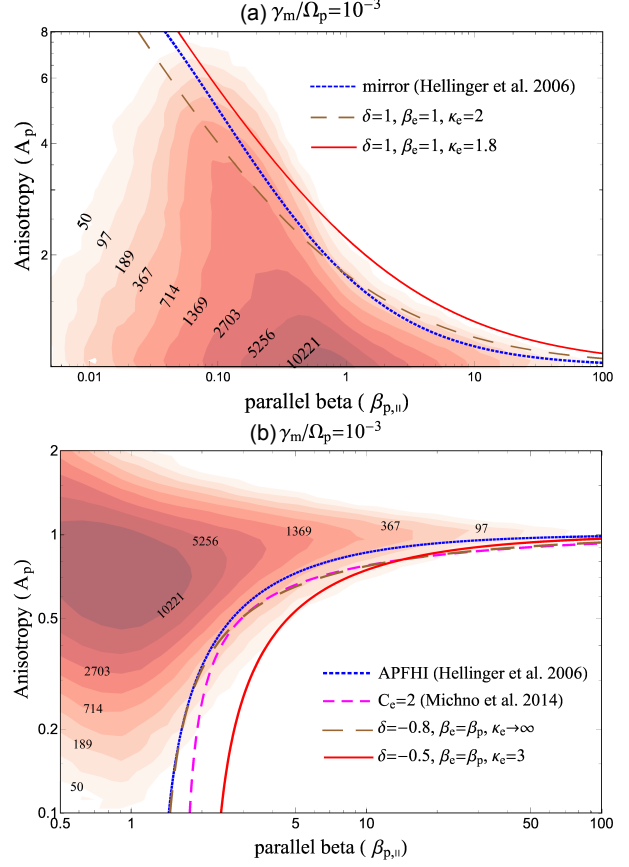 (a) γm/Ωp=10−3
8
6
4
2
Anisotropy (Ap)
mirror (Hellinger et al. 2006)
δ=1, βe=1, κe=2
δ=1, βe=1, κe=1.8
50
97
189
367
714
1369
2703
5256
10221
0.01
0.10
1
10
100
parallel beta ( βp,॥)
(b) γm/Ωp=10−3
2
1
0.5
0.2
0.1
Anisotropy (Ap)
5256
1369
367
97
10221
2703
714
189
50
APFHI (Hellinger et al. 2006)
Ce=2 (Michno et al. 2014)
δ=−0.8, βe=βp, κe→∞
δ=−0.5, βe=βp, κe=3
0.5
1
5
10
50
100
parallel beta ( βp,॥)